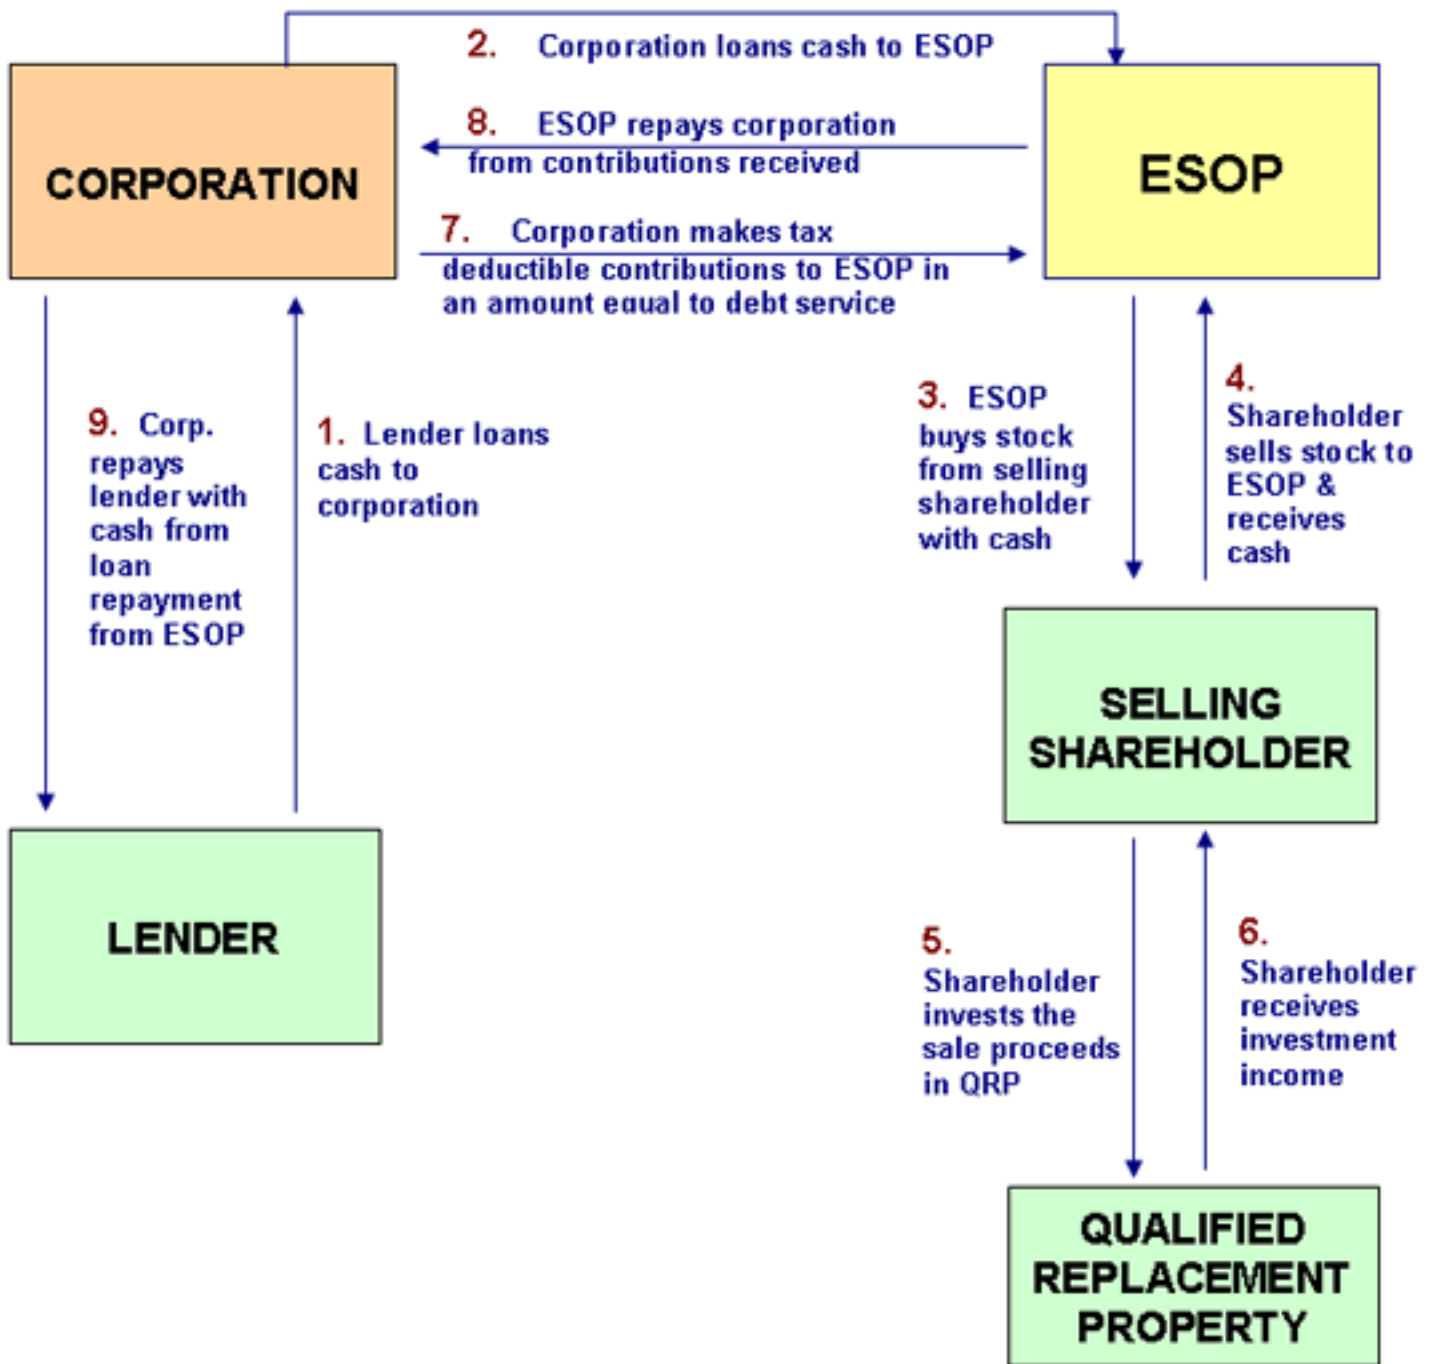 2. Corporation loans cash to ESOP
CORPORATION
8. ESOP repays corporation
from contributions received
ESOP
7. Corporation makes tax
deductible contributions to ESOP in
an amount equal to debt service
9. Corp.
repays
lender with
cash from
loan
repayment
from ESOP
1. Lender loans
cash to
corporation
3. ESOP
buys stock
from selling
shareholder
with cash
4.
Shareholder
sells stock to
ESOP &
receives
cash
SELLING
SHAREHOLDER
LENDER
5.
Shareholder
invests the
sale proceeds
in QRP
6.
Shareholder
receives
investment
income
QUALIFIED
REPLACEMENT
PROPERTY